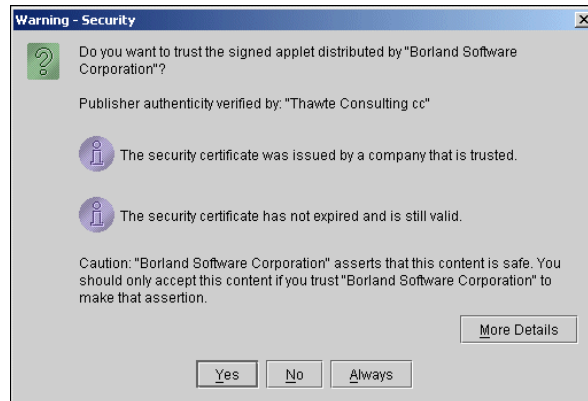 Warning - Security
Do you want to trust the signed applet distributed by "Borland Software
Corporation"?
Publisher authenticity verified by: "Thawte Consulting cc"
The security certificate was issued by a company that is trusted.
The security certificate has not expired and is still valid.
Caution: "Borland Software Corporation" asserts that this content is safe. You
should only accept this content if you trust "Borland Software Corporation" to
make that assertion.
More Details
Yes No Always